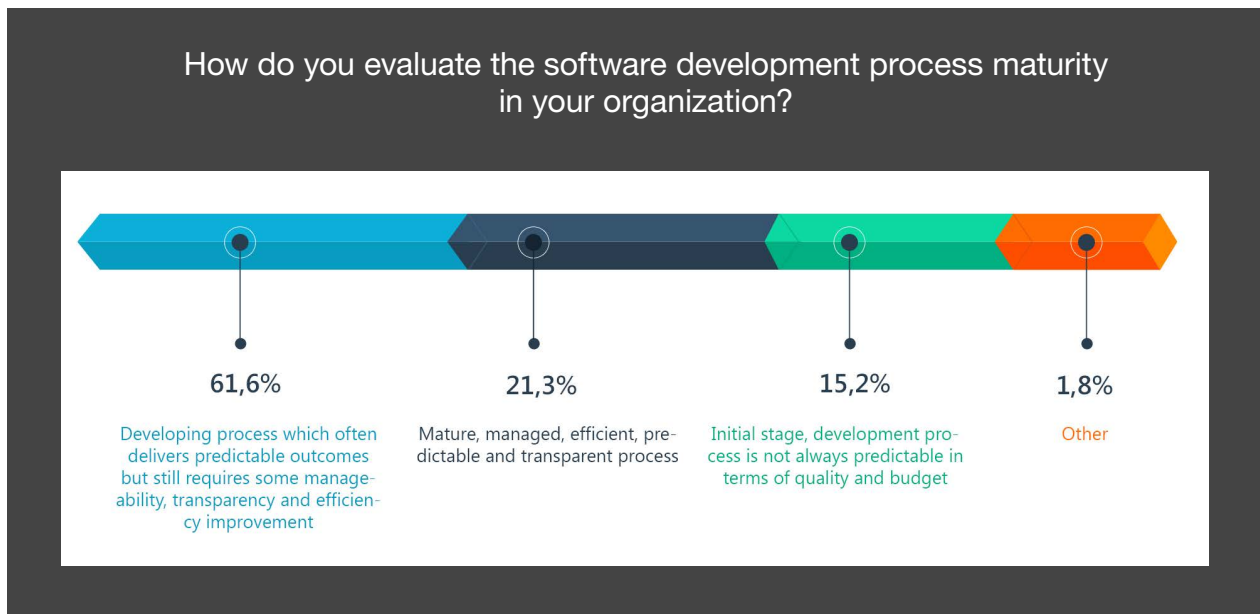 How do you evaluate the software development process maturity
in your organization?
61,6%
Developing process which often
delivers predictable outcomes
but still requires some manage-
ability, transparency and efficien-
cy improvement
21,3%
Mature, managed, efficient, pre-
dictable and transparent process
15,2%
Initial stage, development pro-
cess is not always predictable in
terms of quality and budget
1,8%
Other